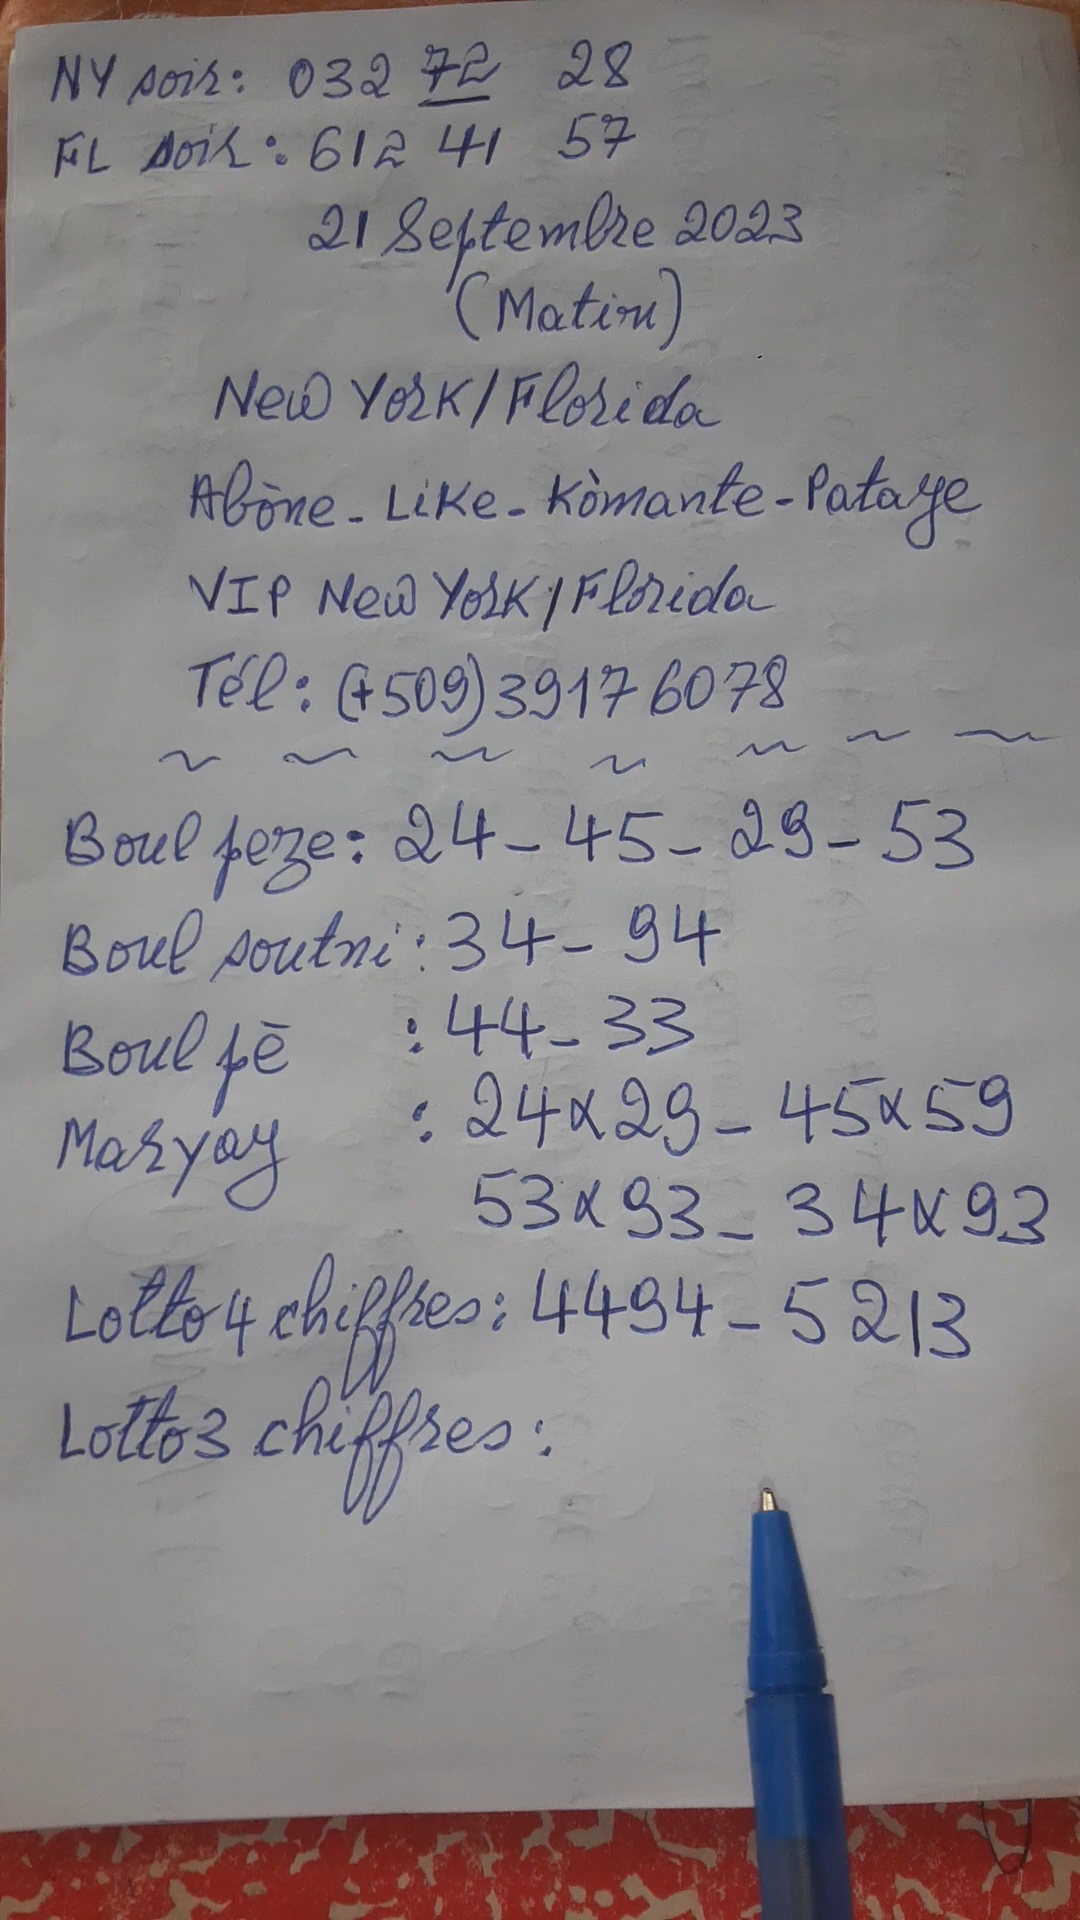 NY soir: 032 72 28
FL soir: 612 41 57
21 Septembre 2023
(Matin)
New York/Florida
Abòne - Like - Kòmante - Pataje
VIP New York/Florida
Tél: (+509) 39176078
~ ~ ~ ~ ~ ~ ~
Boul peze: 24 - 45 - 29 - 53
Boul soutni: 34 - 94
Boul pè : 44 - 33
Maryay : 24x29 - 45x59
53x93 - 34x93
Lotto 4 chiffres: 4494 - 5213
Lotto 3 chiffres: